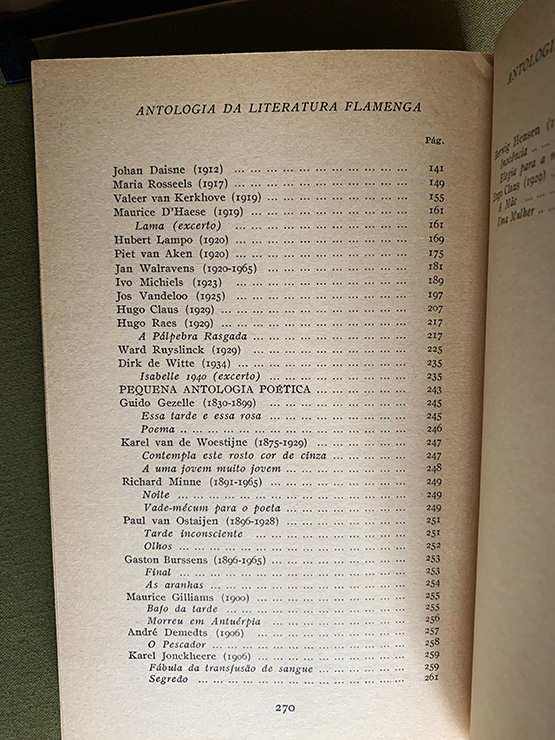 ANTOLOGIA DA LITERATURA FLAMENGA
Pág.
Johan Daisne (1912) ... 141
Maria Rosseels (1917) ... 149
Valeer van Kerkhove (1919) ... 155
Maurice D'Haese (1919) ... 161
Lama (excerto) ... 161
Hubert Lampo (1920) ... 169
Piet van Aken (1920) ... 175
Jan Walravens (1920-1965) ... 181
Ivo Michiels (1923) ... 189
Jos Vandeloo (1925) ... 197
Hugo Claus (1929) ... 207
Hugo Raes (1929) ... 217
A Pálpebra Rasgada ... 217
Ward Ruyslinck (1929) ... 225
Dirk de Witte (1934) ... 235
Isabelle 1940 (excerto) ... 235
PEQUENA ANTOLOGIA POÉTICA ... 243
Guido Gezelle (1830-1899) ... 245
Essa tarde e essa rosa ... 245
Poema ... 246
Karel van de Woestijne (1875-1929) ... 247
Contempla este rosto cor de cinza ... 247
A uma jovem muito jovem ... 248
Richard Minne (1891-1965) ... 249
Noite ... 249
Vade-mécum para o poeta ... 249
Paul van Ostaijen (1896-1928) ... 251
Tarde inconsciente ... 251
Olhos ... 252
Gaston Burssens (1896-1965) ... 253
Final ... 253
As aranhas ... 254
Maurice Gilliams (1900) ... 255
Bafo da tarde ... 255
Morreu em Antuérpia ... 256
André Demedts (1906) ... 257
O Pescador ... 258
Karel Jonckheere (1906) ... 259
Fábula da transfusão de sangue ... 259
Segredo ... 261
270
ANTOLOGI
Hensen
Inocência ...
Elegia para a
Claus (1929) ...
A Mãe ...
Uma Mulher ...